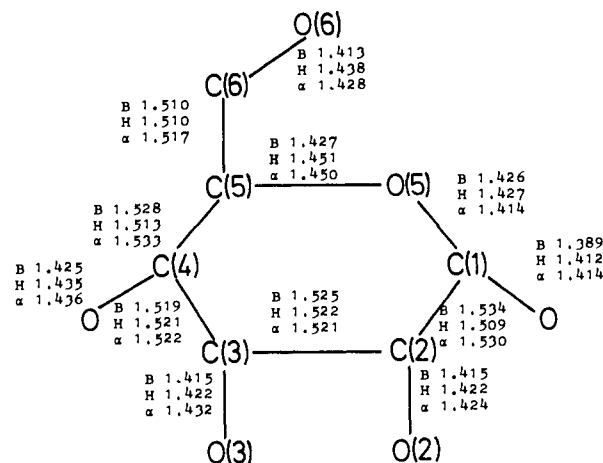 O(6)
B 1.413
H 1.438
α 1.428
C(6)
B 1.510
H 1.510
α 1.517
B 1.427
H 1.451
α 1.450
C(5)
O(5)
B 1.426
H 1.427
α 1.414
B 1.528
H 1.513
α 1.533
B 1.389
H 1.412
α 1.414
C(4)
C(1)
B 1.425
H 1.435
α 1.436
O
B 1.519
H 1.521
α 1.522
B 1.525
H 1.522
α 1.521
B 1.534
H 1.509
α 1.530
O
C(3)
C(2)
B 1.415
H 1.422
α 1.432
B 1.415
H 1.422
α 1.424
O(3)
O(2)